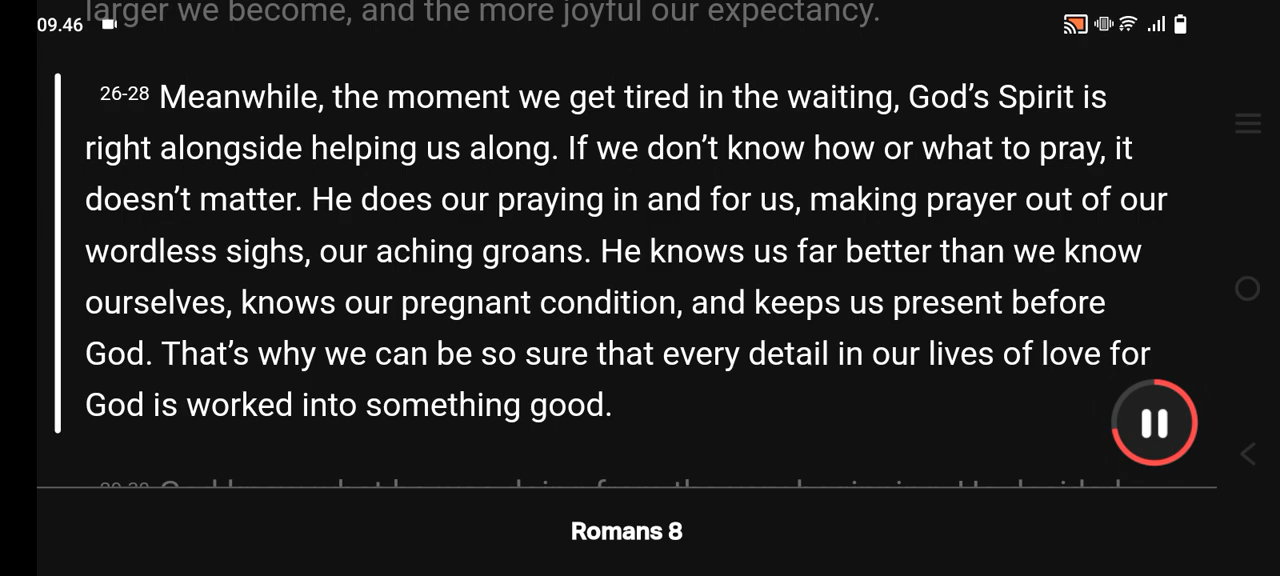 larger we become, and the more joyful our expectancy.
09.46
26-28 Meanwhile, the moment we get tired in the waiting, God’s Spirit is
right alongside helping us along. If we don’t know how or what to pray, it
doesn’t matter. He does our praying in and for us, making prayer out of our
wordless sighs, our aching groans. He knows us far better than we know
ourselves, knows our pregnant condition, and keeps us present before
God. That’s why we can be so sure that every detail in our lives of love for
God is worked into something good.
Romans 8